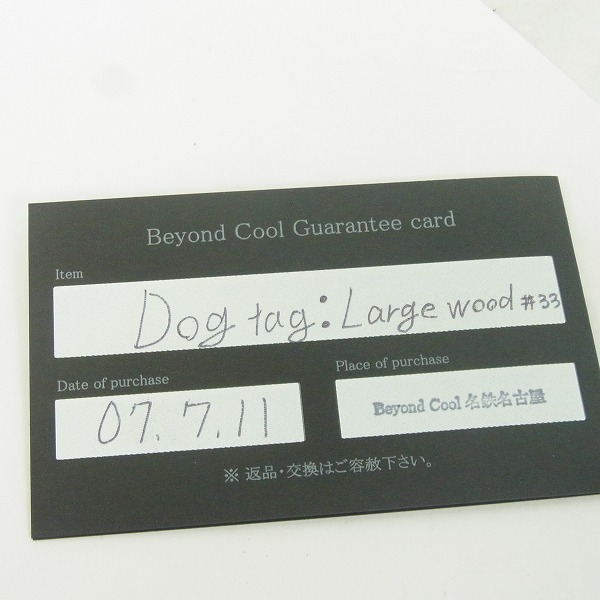 Beyond Cool Guarantee card
Item
Dog tag: Large wood #33
Date of purchase
07.7.11
Place of purchase
Beyond Cool 名鉄名古屋
※ 返品・交換はご容赦下さい。